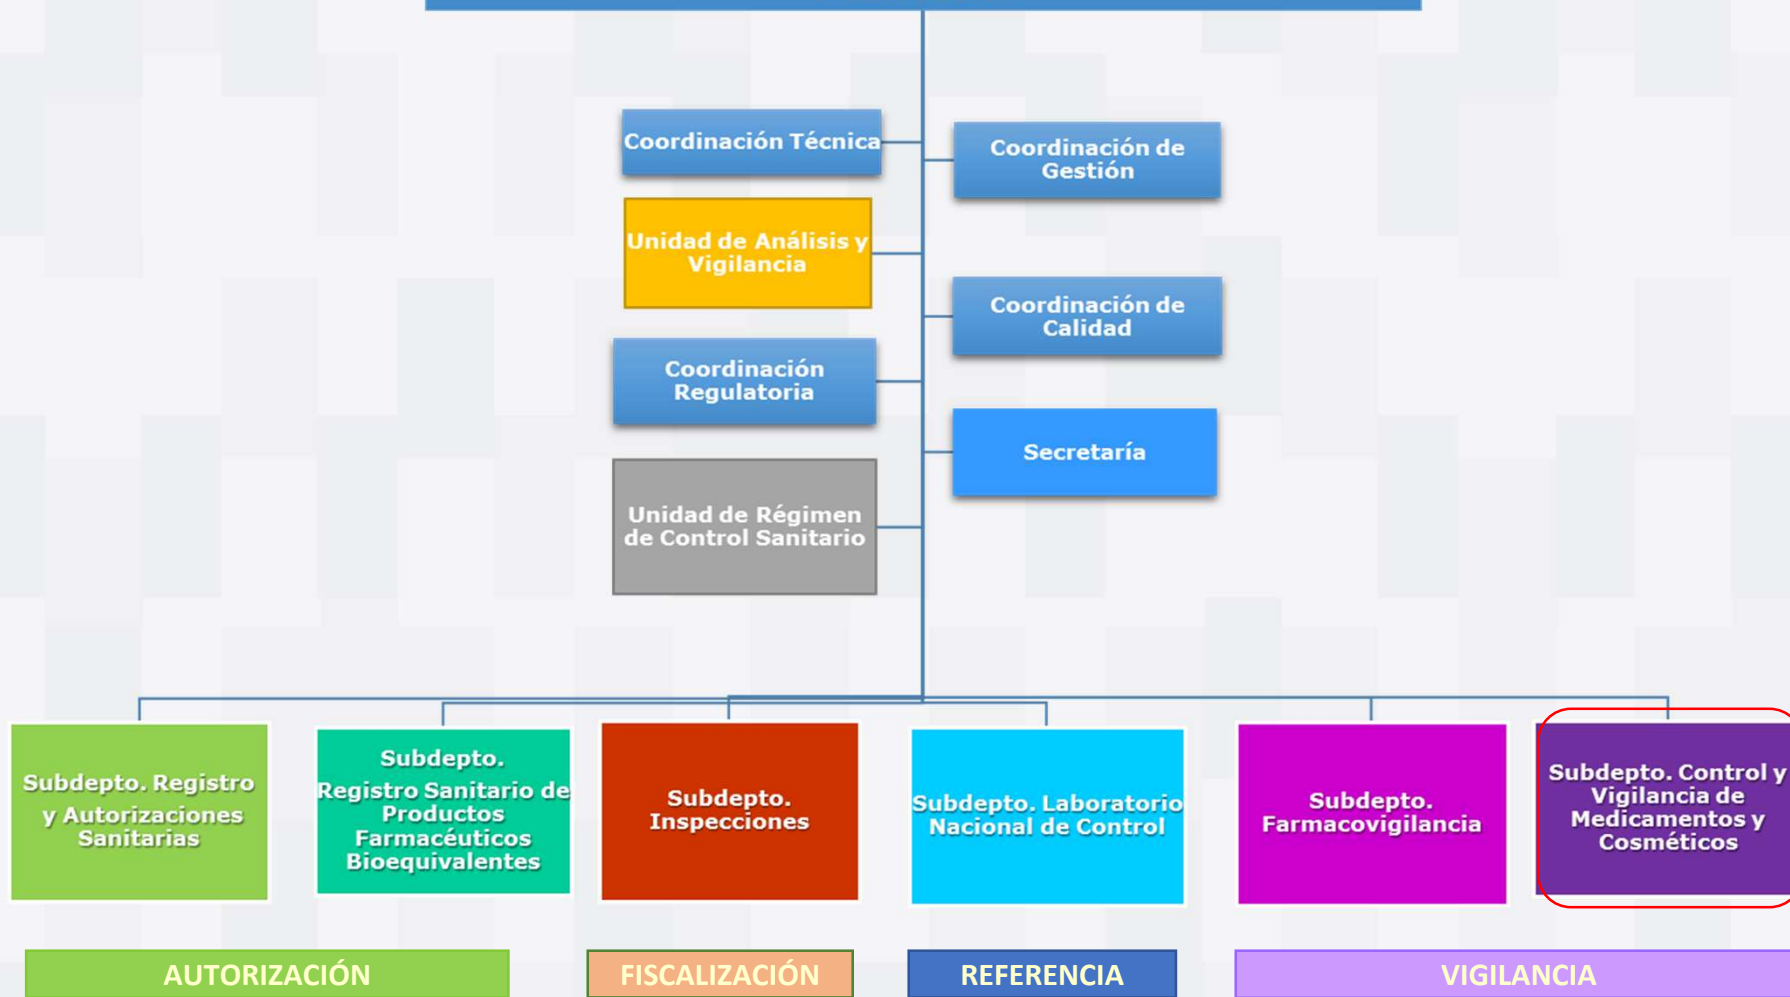 Coordinación Técnica
Coordinación de
Gestión
Unidad de Análisis y
Vigilancia
Coordinación de
Calidad
Coordinación
Regulatoria
Secretaría
Unidad de Régimen
de Control Sanitario
Subdepto. Registro
y Autorizaciones
Sanitarias
Subdepto.
Registro Sanitario de
Productos
Farmacéuticos
Bioequivalentes
Subdepto.
Inspecciones
Subdepto. Laboratorio
Nacional de Control
Subdepto.
Farmacovigilancia
Subdepto. Control y
Vigilancia de
Medicamentos y
Cosméticos
AUTORIZACIÓN
FISCALIZACIÓN
REFERENCIA
VIGILANCIA